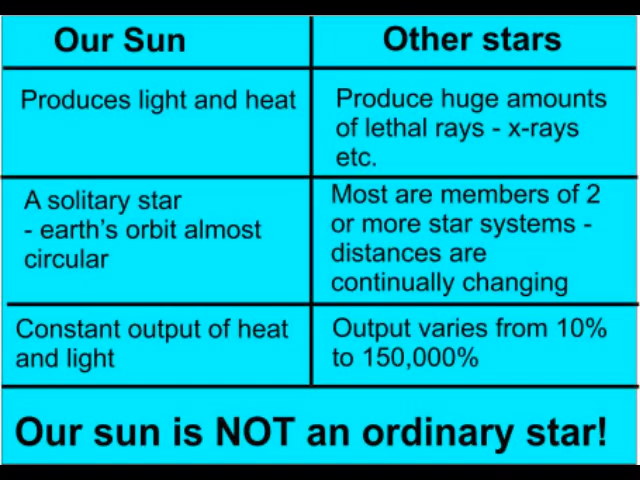 Our Sun
Other stars
Produces light and heat
Produce huge amounts
of lethal rays - x-rays
etc.
A solitary star
- earth's orbit almost
circular
Most are members of 2
or more star systems -
distances are
continually changing
Constant output of heat
and light
Output varies from 10%
to 150,000%
Our sun is NOT an ordinary star!